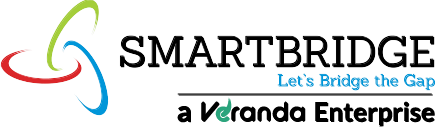 SMARTBRIDGE
Let's Bridge the Gap
a Veranda Enterprise